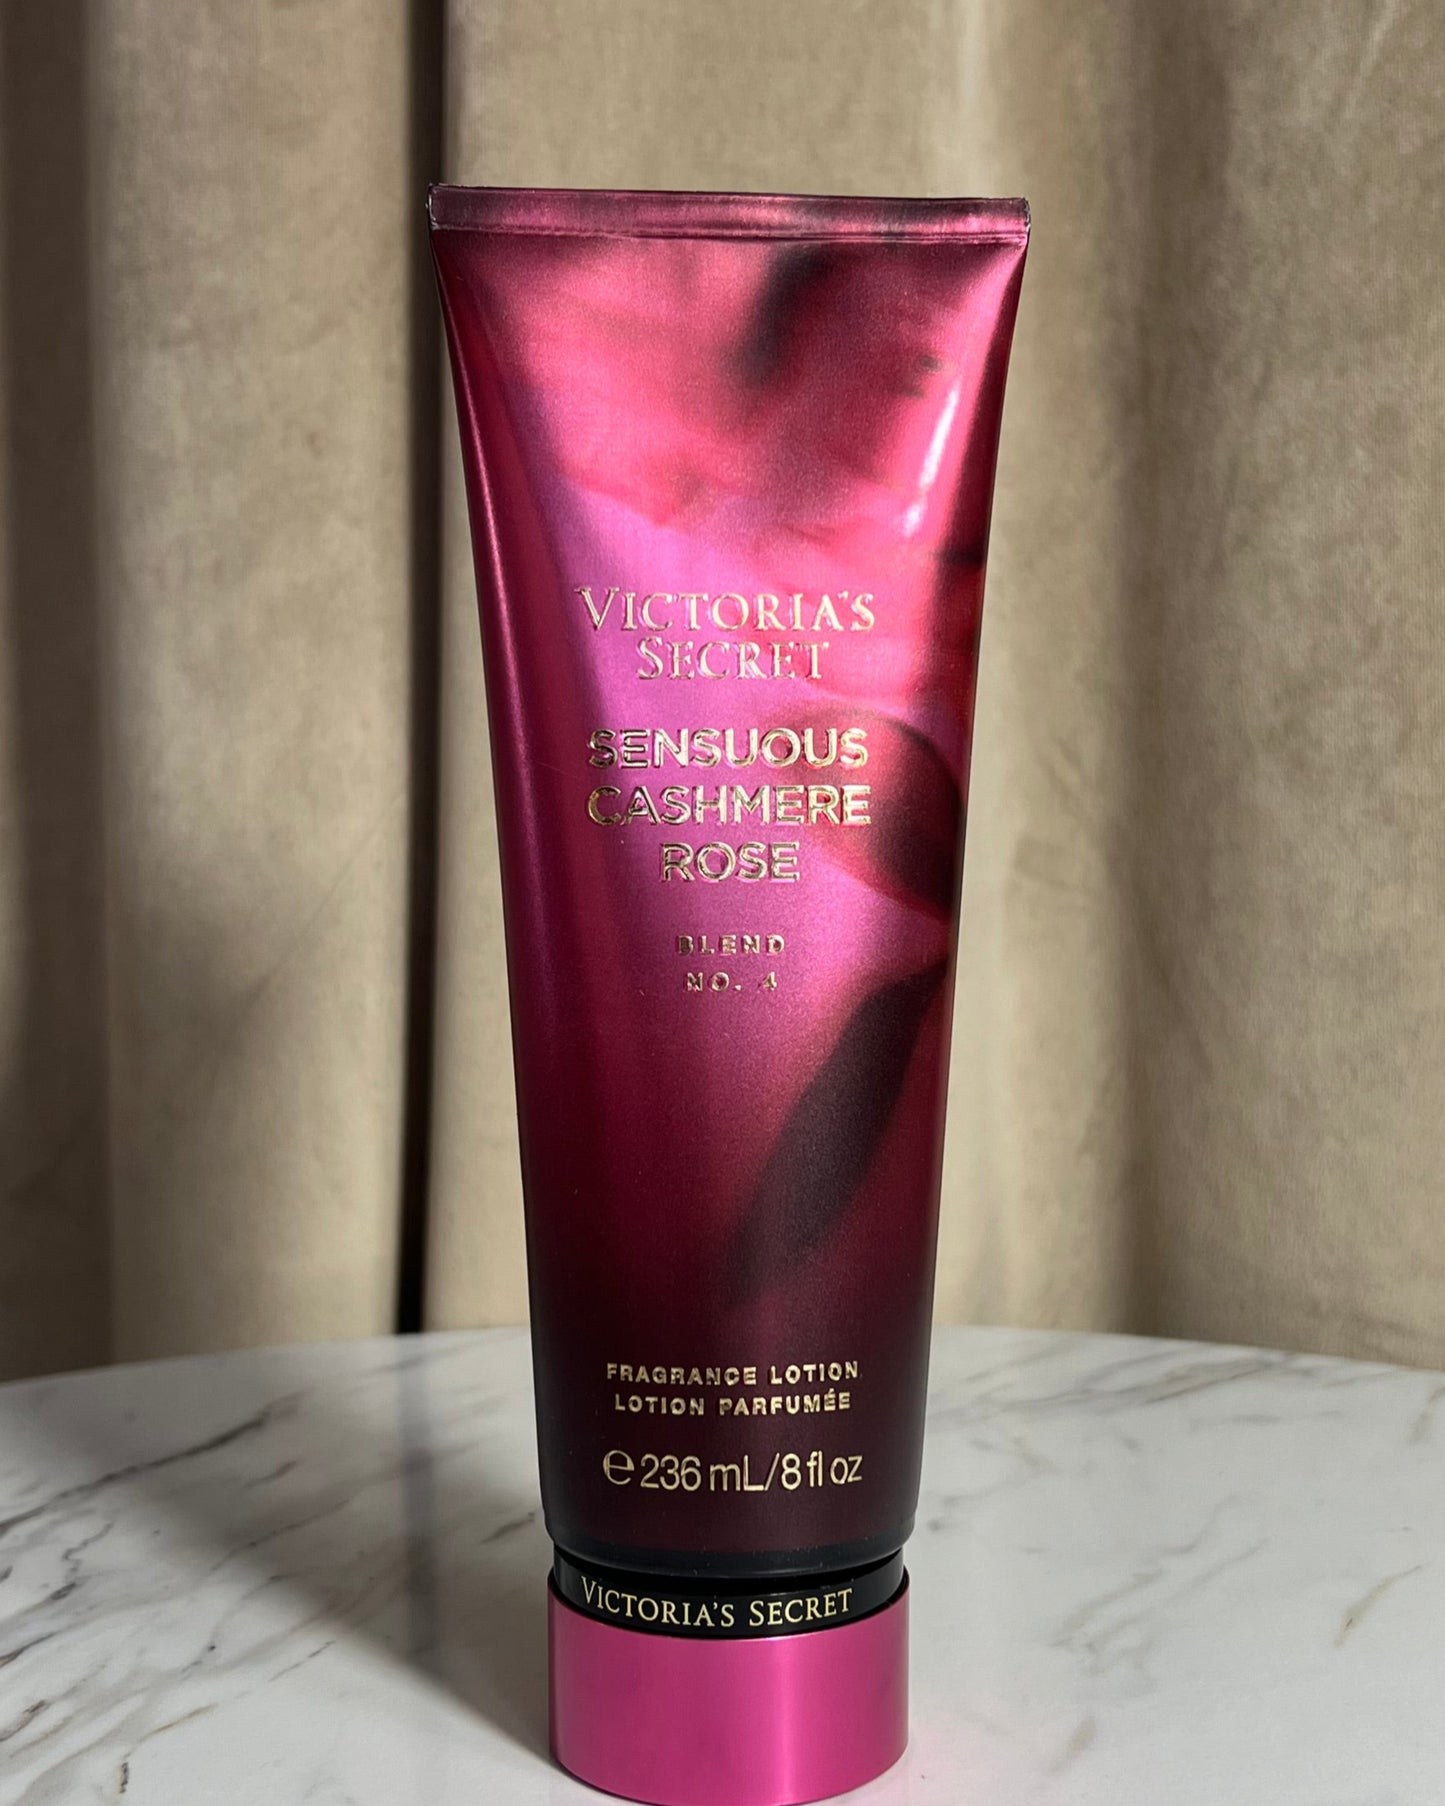 VICTORIA'S
SECRET
SENSUOUS
CASHMERE
ROSE
BLEND
NO. 4
FRAGRANCE LOTION
LOTION PARFUMÉE
℮ 236 mL/8 fl oz
VICTORIA'S SECRET